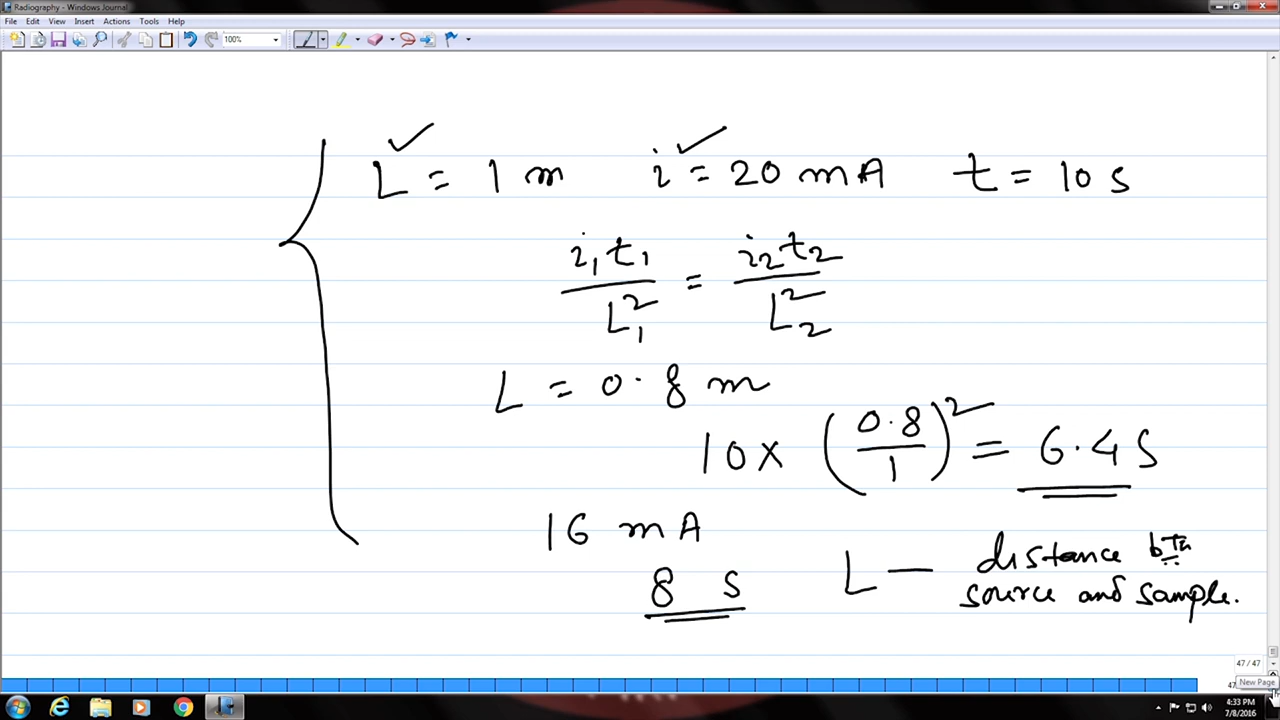 Radiography - Windows Journal
File Edit View Insert Actions Tools Help
100%
L = 1 m i = 20 mA t = 10 s
i₁t₁ / L₁² = i₂t₂ / L₂²
L = 0.8 m
10 x (0.8 / 1)² = 6.4 s
16 mA
8 s
L — distance bTn
source and sample.
47 / 47
47
New Page
4:33 PM
7/8/2016